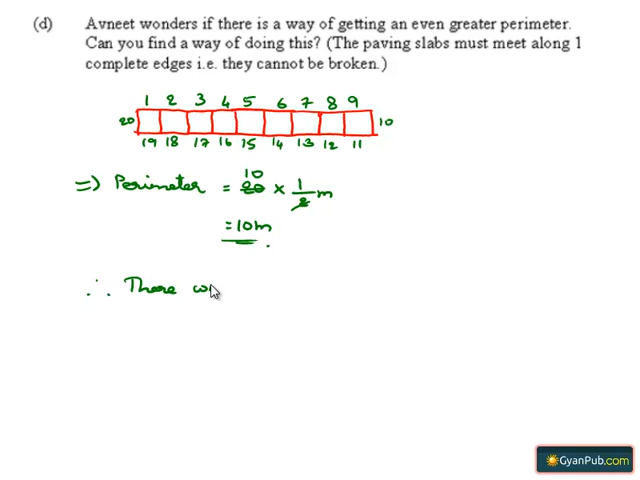 (d) Avneet wonders if there is a way of getting an even greater perimeter.
Can you find a way of doing this? (The paving slabs must meet along 1
complete edges i.e. they cannot be broken.)
1 2 3 4 5 6 7 8 9
20 10
19 18 17 16 15 14 13 12 11
10
=> Perimeter = 20 × 1/2 m
= 10m.
∴ There
GyanPub.com